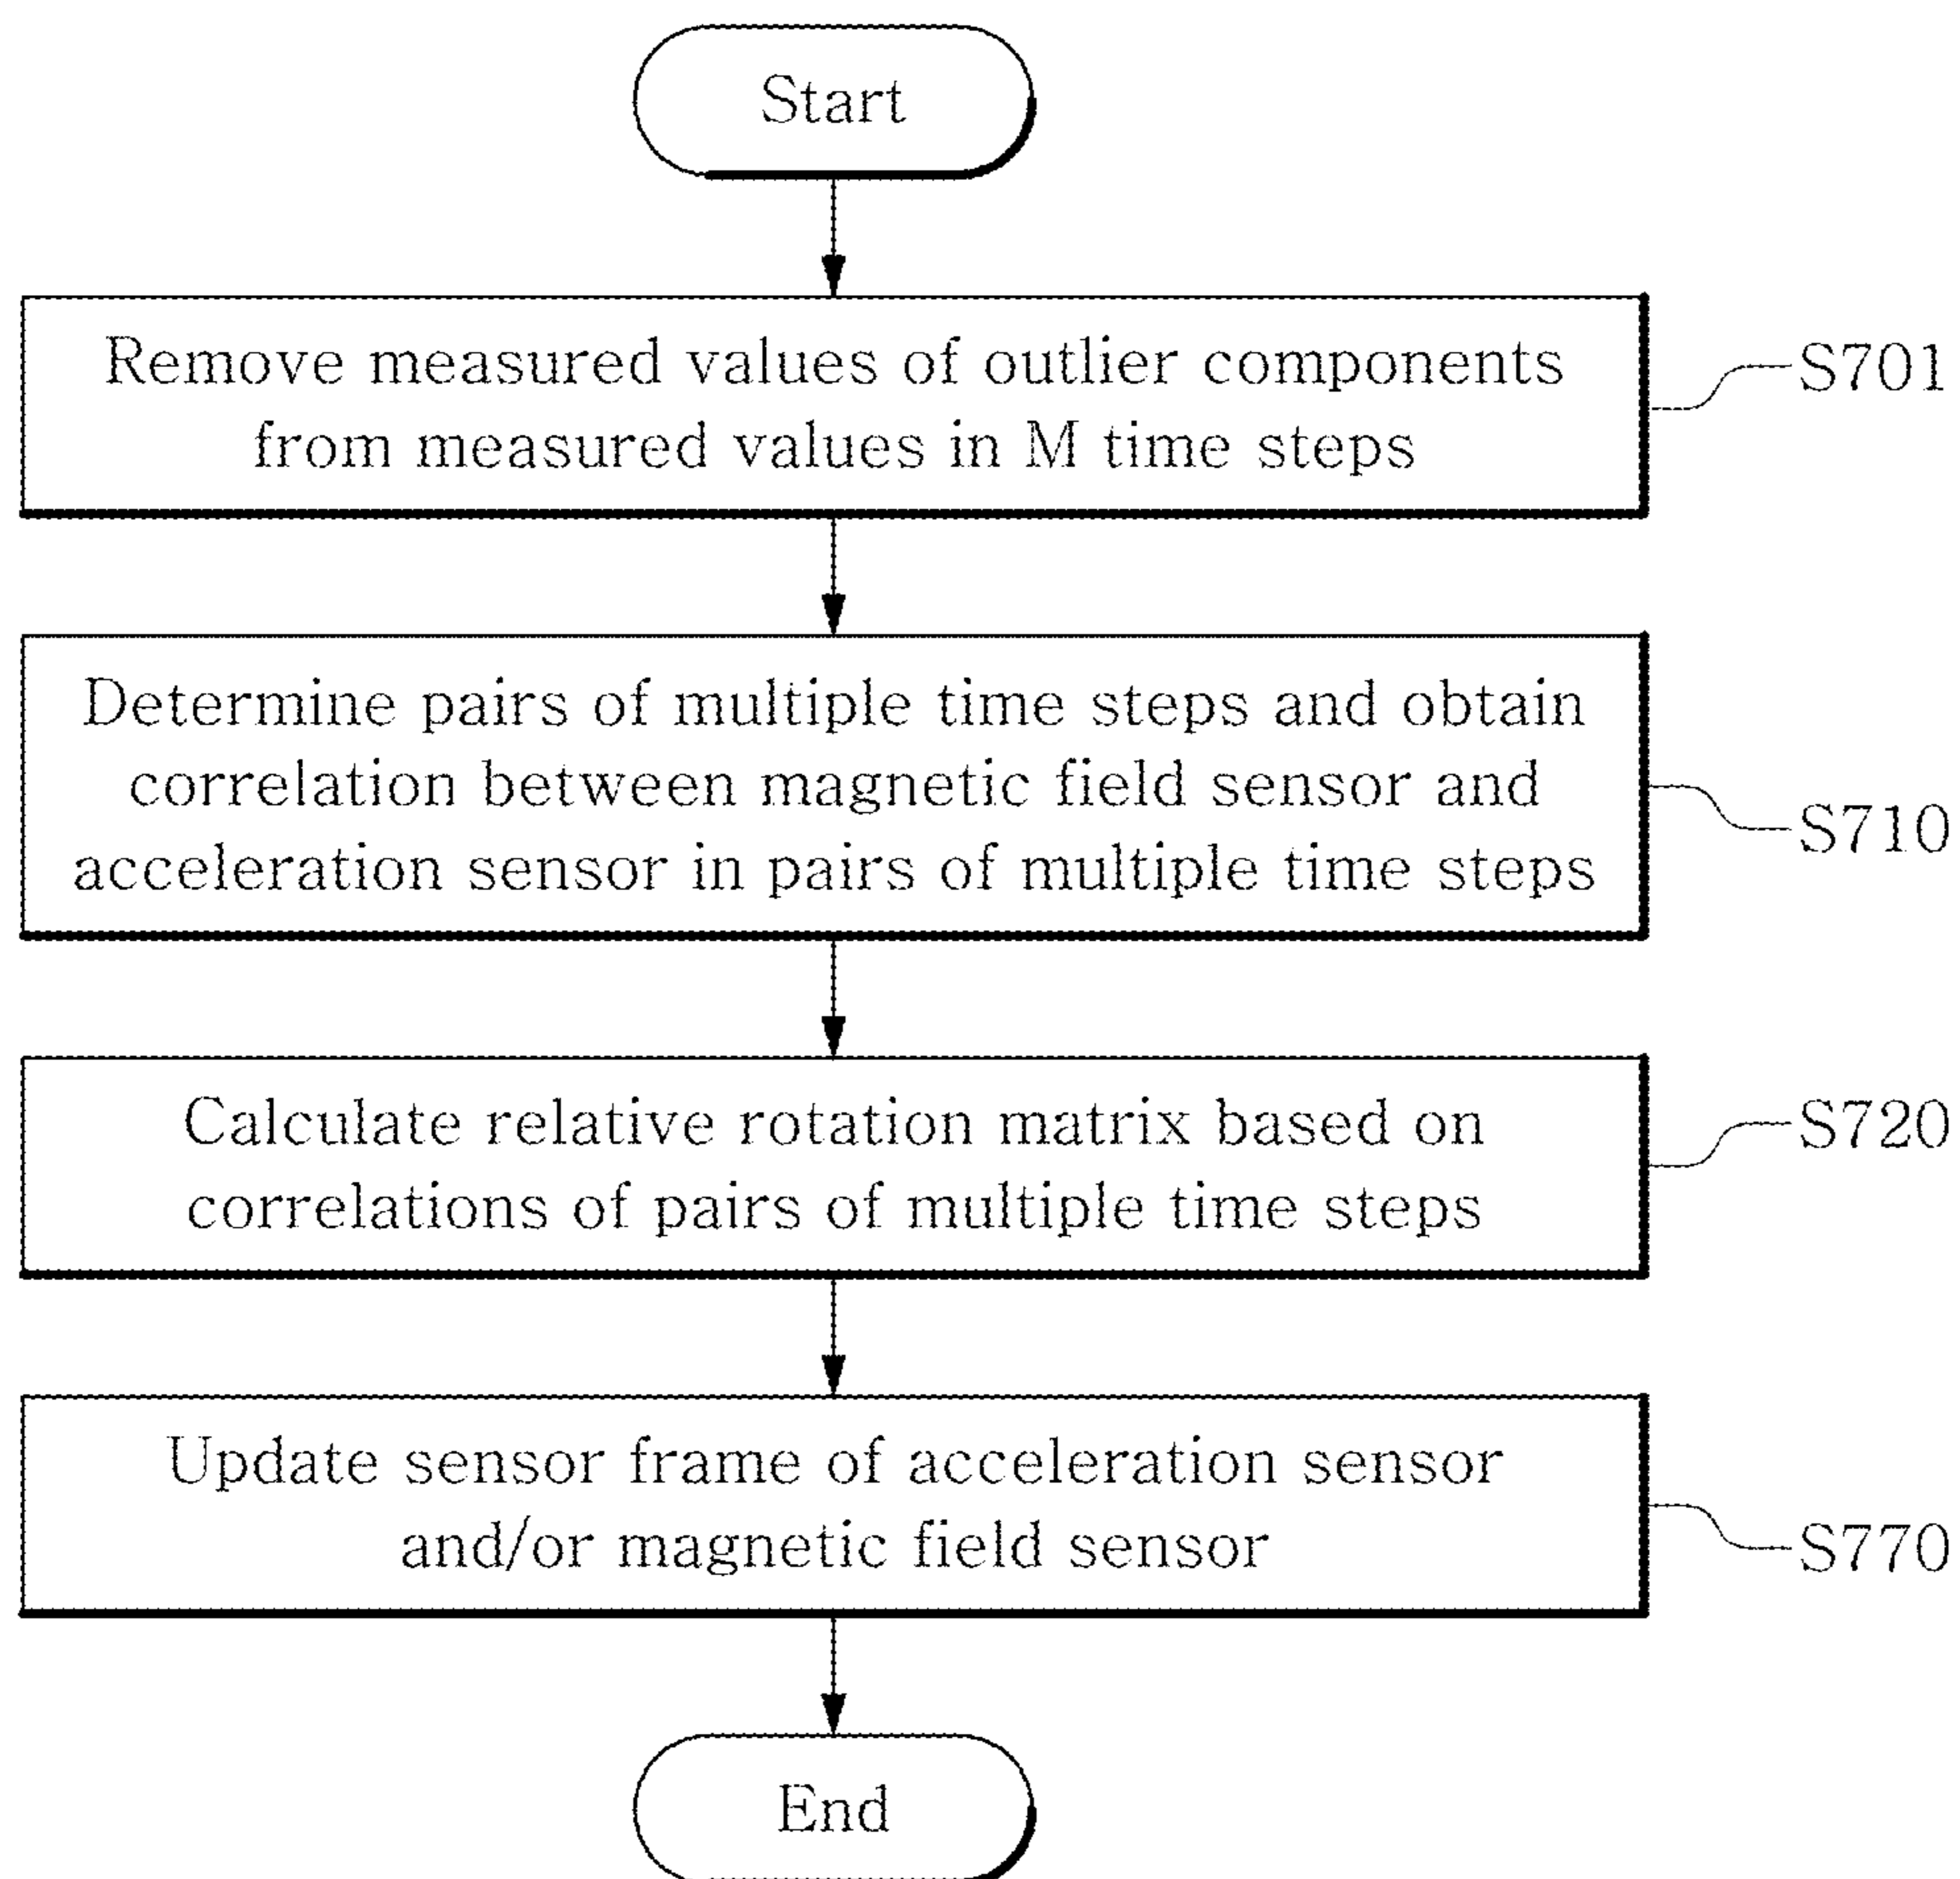 Start
Remove measured values of outlier components
from measured values in M time steps
S701
Determine pairs of multiple time steps and obtain
correlation between magnetic field sensor and
acceleration sensor in pairs of multiple time steps
S710
Calculate relative rotation matrix based on
correlations of pairs of multiple time steps
S720
Update sensor frame of acceleration sensor
and/or magnetic field sensor
S770
End